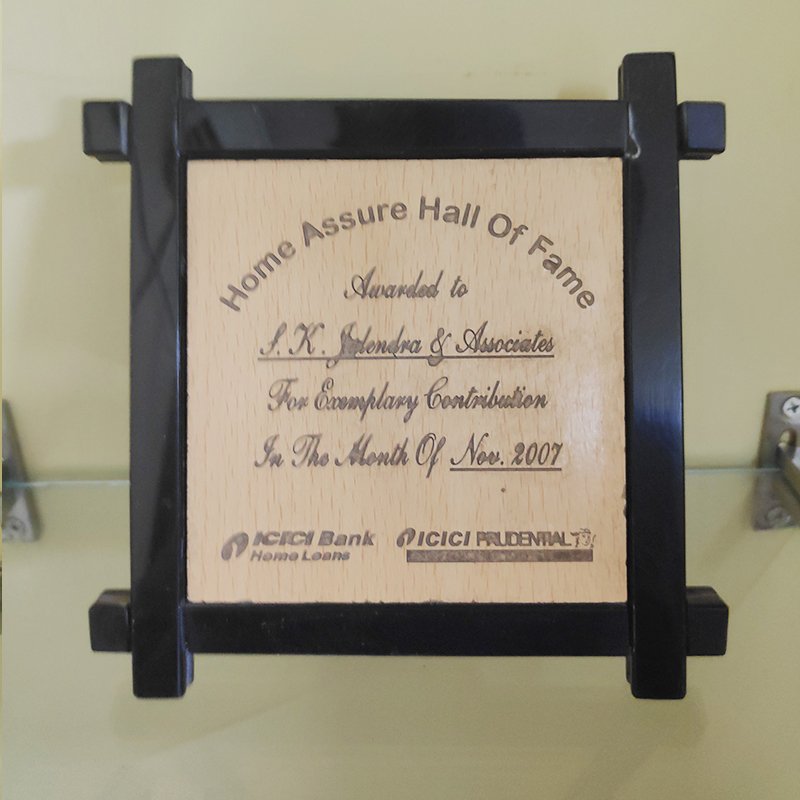 Home Assure Hall Of Fame
Awarded to
S. K. Jelendra & Associates
For Exemplary Contribution
In The Month Of Nov. 2007
ICICI Bank
Home Loans
ICICI PRUDENTIAL